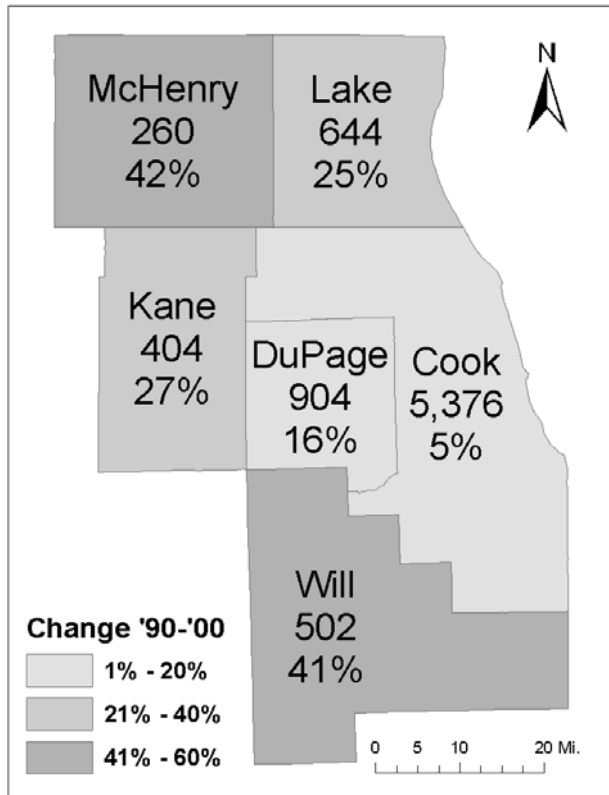 N
McHenry
260
42%
Lake
644
25%
Kane
404
27%
DuPage
904
16%
Cook
5,376
5%
Will
502
41%
Change '90-'00
1% - 20%
21% - 40%
41% - 60%
0 5 10 20 Mi.